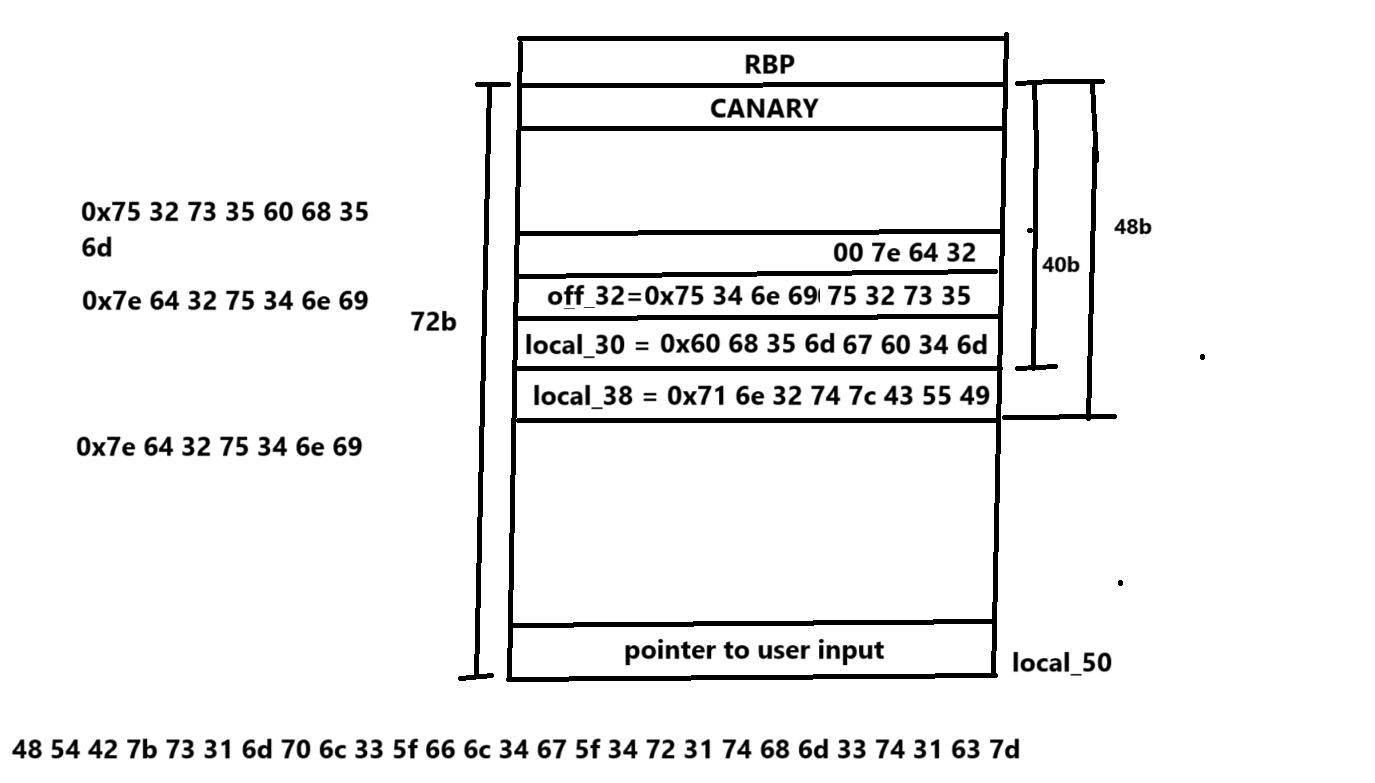 RBP
CANARY
0x75 32 73 35 60 68 35
6d
48b
00 7e 64 32
40b
0x7e 64 32 75 34 6e 69
off_32=0x75 34 6e 69 75 32 73 35
72b
local_30 = 0x60 68 35 6d 67 60 34 6d
local_38 = 0x71 6e 32 74 7c 43 55 49
0x7e 64 32 75 34 6e 69
pointer to user input
local_50
48 54 42 7b 73 31 6d 70 6c 33 5f 66 6c 34 67 5f 34 72 31 74 68 6d 33 74 31 63 7d